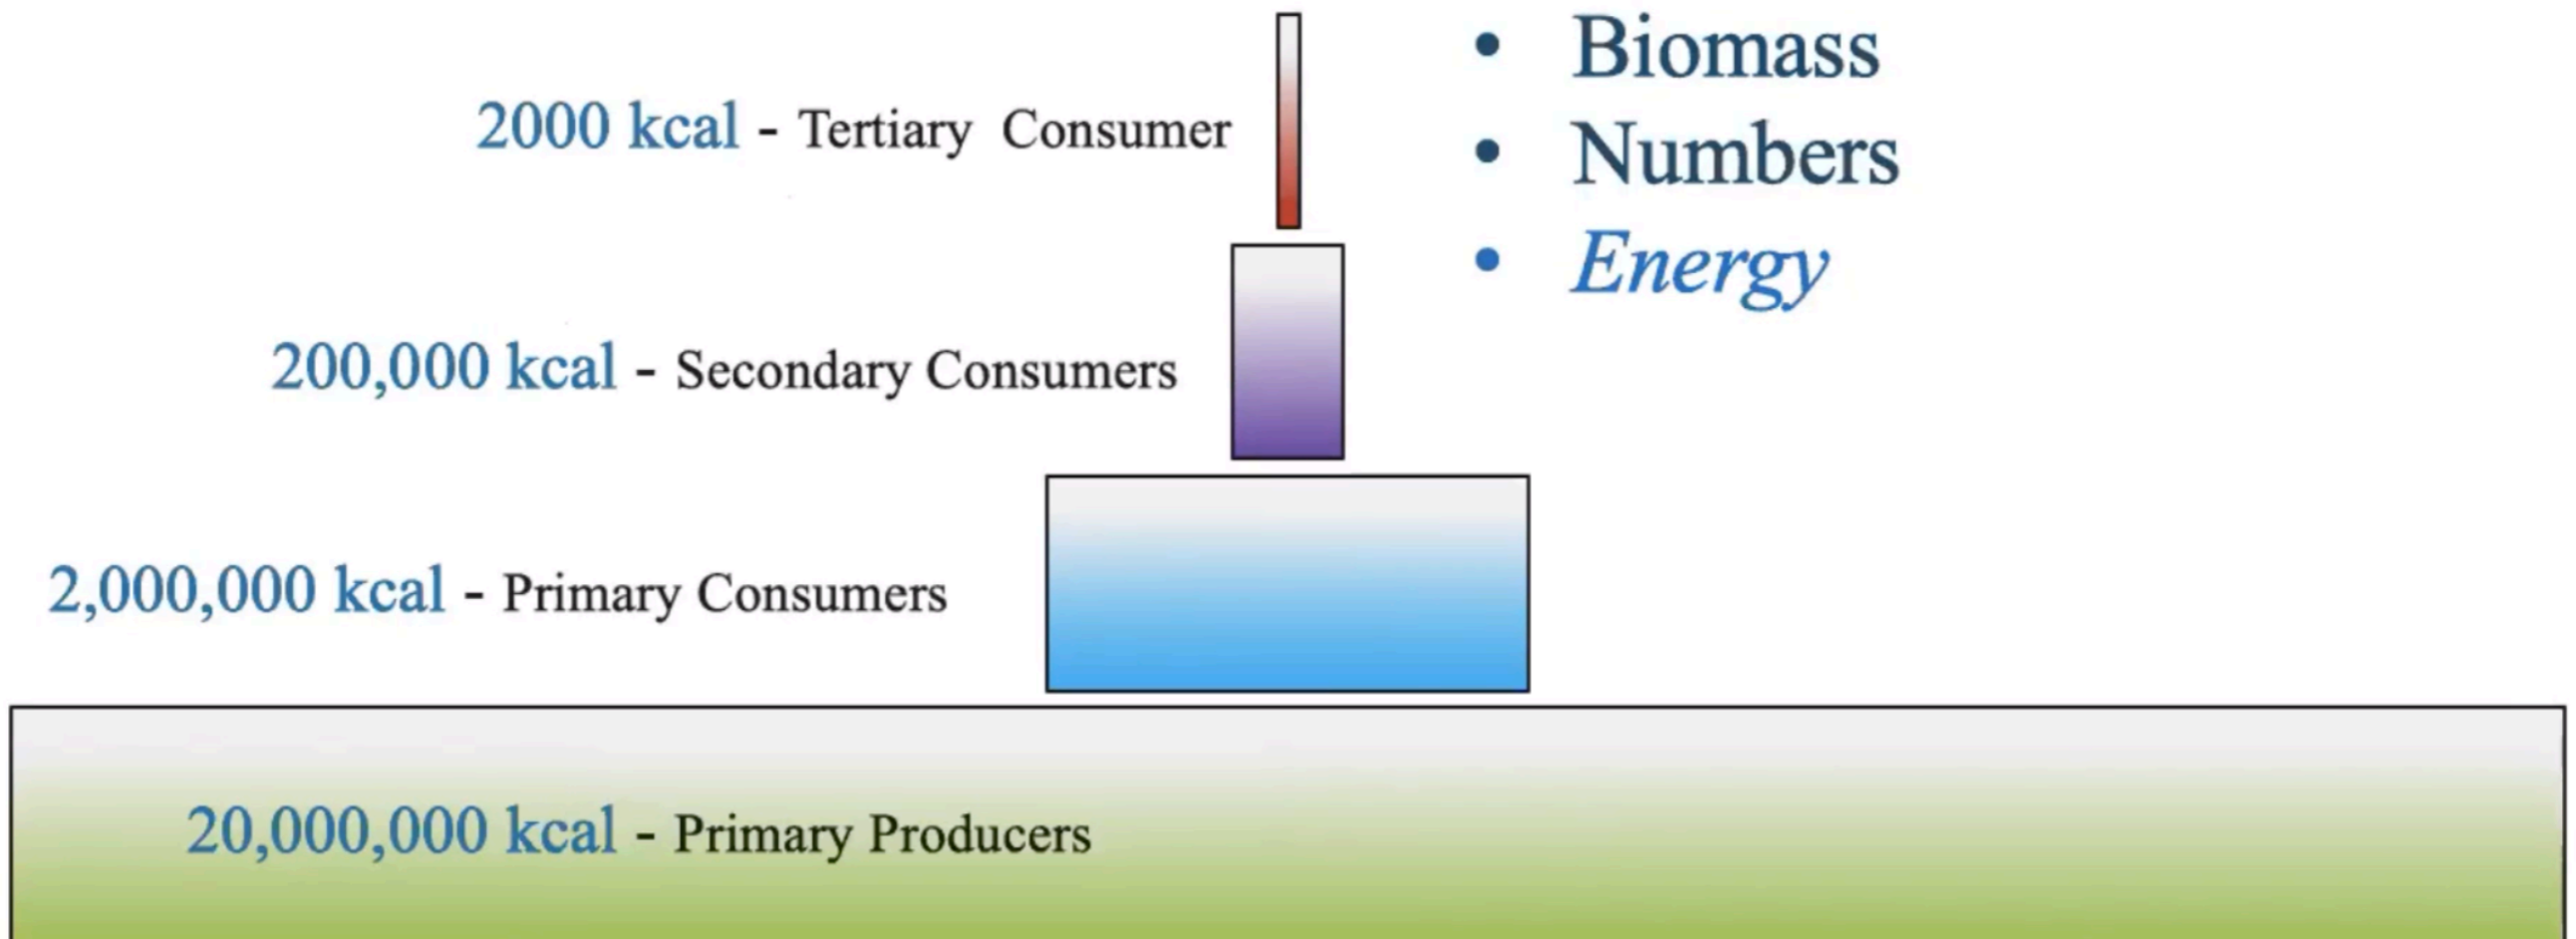 • Biomass
2000 kcal - Tertiary Consumer
• Numbers
• Energy
200,000 kcal - Secondary Consumers
2,000,000 kcal - Primary Consumers
20,000,000 kcal - Primary Producers